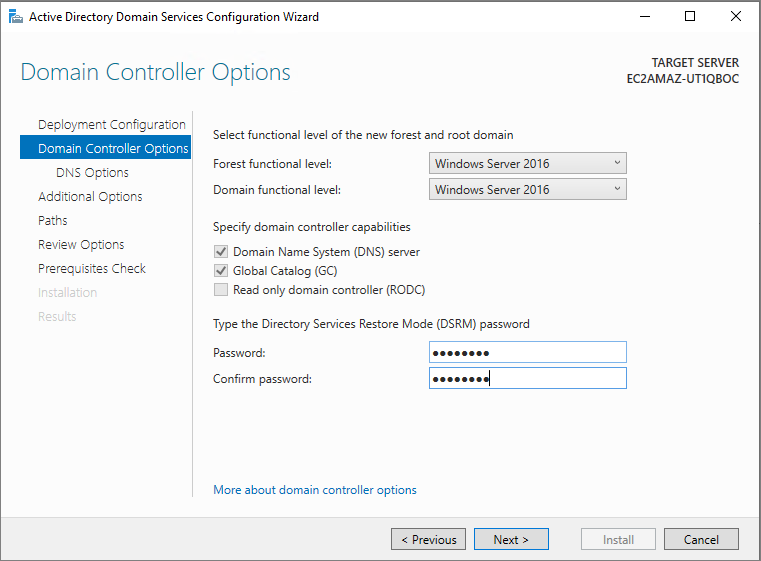 Active Directory Domain Services Configuration Wizard
Domain Controller Options
TARGET SERVER
EC2AMAZ-UT1QBOC
Deployment Configuration
Domain Controller Options
DNS Options
Additional Options
Paths
Review Options
Prerequisites Check
Installation
Results
Select functional level of the new forest and root domain
Forest functional level: Windows Server 2016
Domain functional level: Windows Server 2016
Specify domain controller capabilities
Domain Name System (DNS) server
Global Catalog (GC)
Read only domain controller (RODC)
Type the Directory Services Restore Mode (DSRM) password
Password: ●●●●●●●●
Confirm password: ●●●●●●●●
More about domain controller options
< Previous Next > Install Cancel